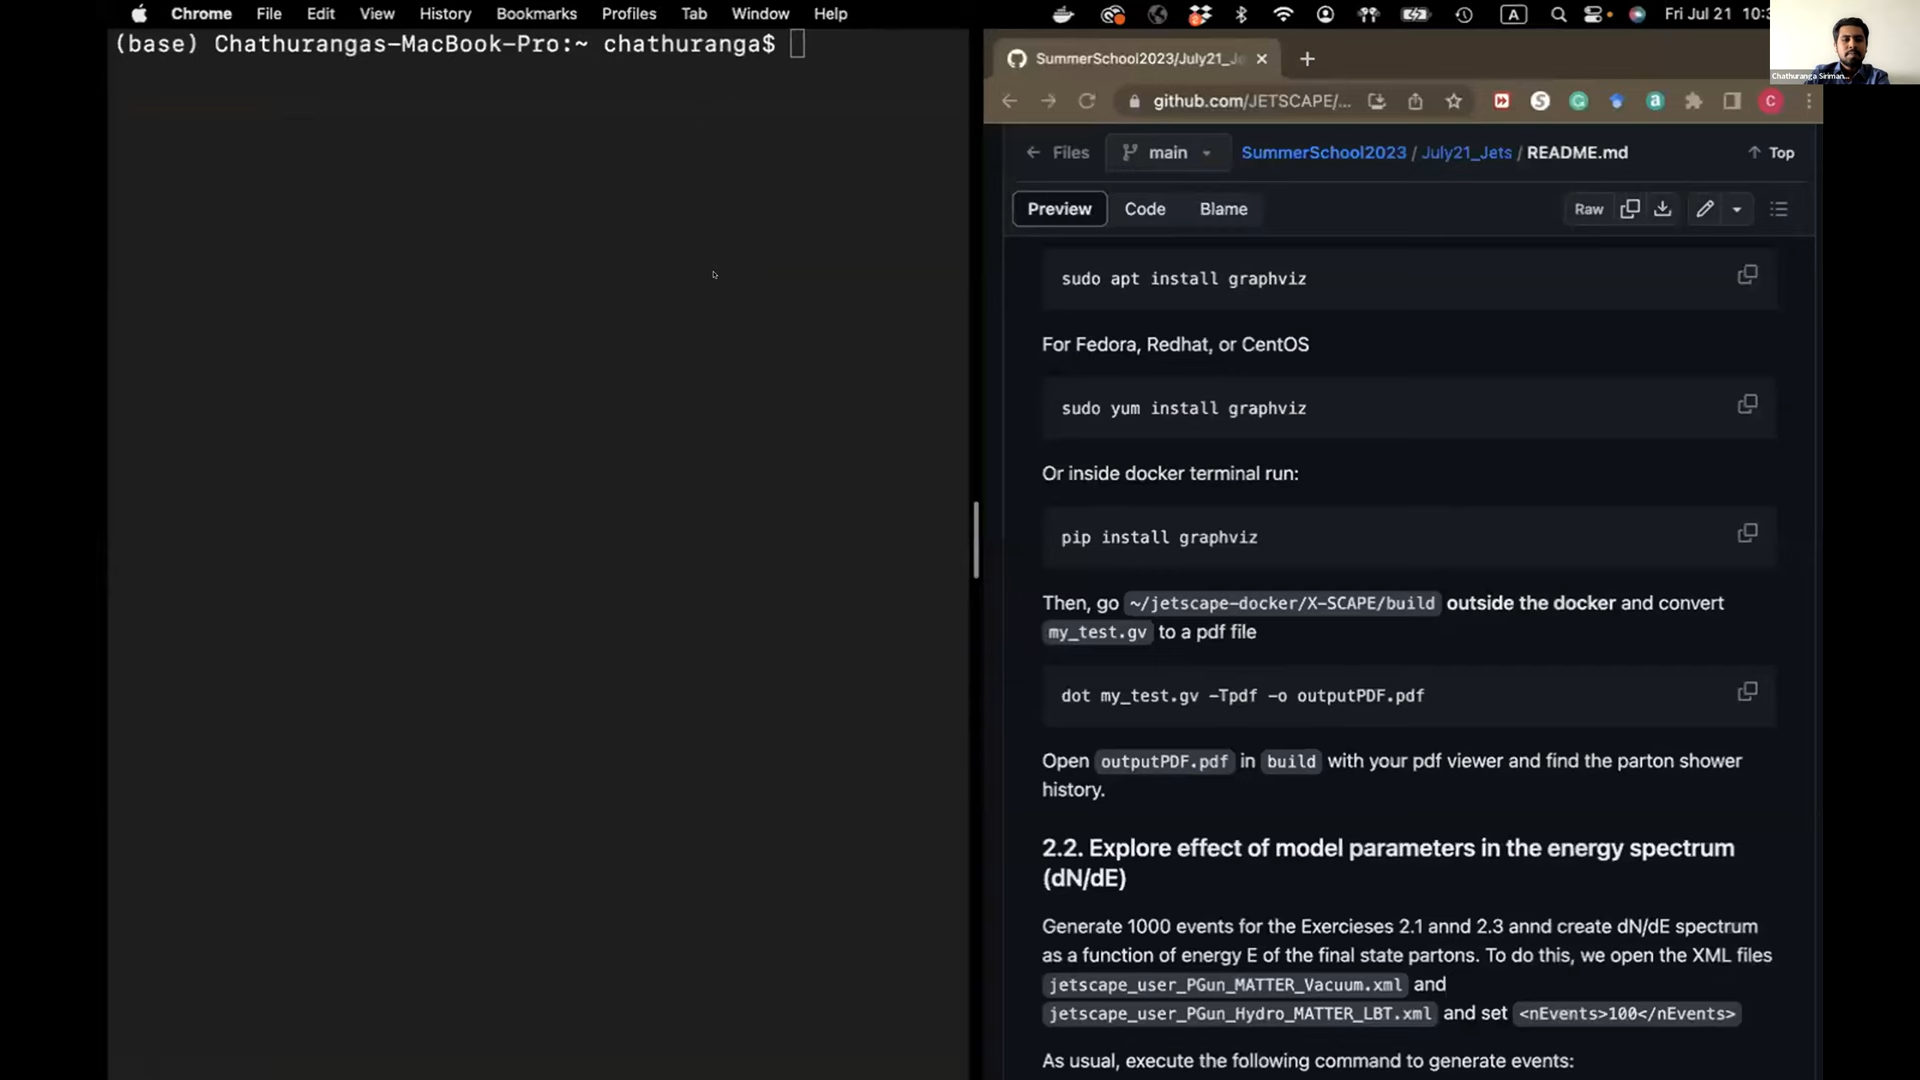 Chrome File Edit View History Bookmarks Profiles Tab Window Help
A Fri Jul 21
(base) Chathurangas-MacBook-Pro:~ chathuranga$
SummerSchool2023/July21_Je
github.com/JETSCAPE/...
Chathuranga Siriman...
Files main SummerSchool2023 / July21_Jets / README.md Top
Preview Code Blame Raw
sudo apt install graphviz
For Fedora, Redhat, or CentOS
sudo yum install graphviz
Or inside docker terminal run:
pip install graphviz
Then, go ~/jetscape-docker/X-SCAPE/build outside the docker and convert
my_test.gv to a pdf file
dot my_test.gv -Tpdf -o outputPDF.pdf
Open outputPDF.pdf in build with your pdf viewer and find the parton shower
history.
2.2. Explore effect of model parameters in the energy spectrum
(dN/dE)
Generate 1000 events for the Exercieses 2.1 annd 2.3 annd create dN/dE spectrum
as a function of energy E of the final state partons. To do this, we open the XML files
jetscape_user_PGun_MATTER_Vacuum.xml and
jetscape_user_PGun_Hydro_MATTER_LBT.xml and set <nEvents>100</nEvents>
As usual, execute the following command to generate events: